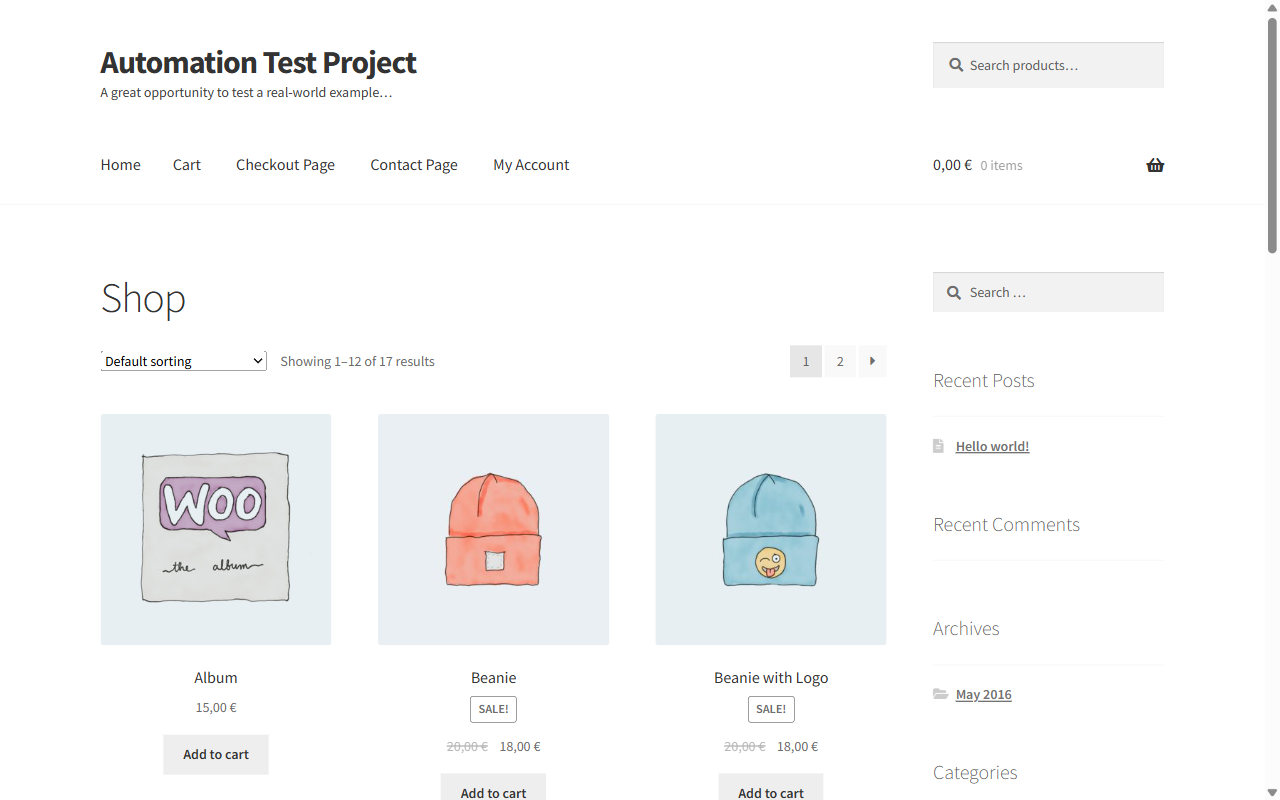 Automation Test Project
A great opportunity to test a real-world example…
Search products…
Home
Cart
Checkout Page
Contact Page
My Account
0,00 €
0 items
Shop
Default sorting
Showing 1–12 of 17 results
1
2
Search …
Recent Posts
Hello world!
Recent Comments
Archives
May 2016
Categories
WOO
the album
Album
15,00 €
Add to cart
Beanie
SALE!
20,00 € 18,00 €
Add to cart
Beanie with Logo
SALE!
20,00 € 18,00 €
Add to cart